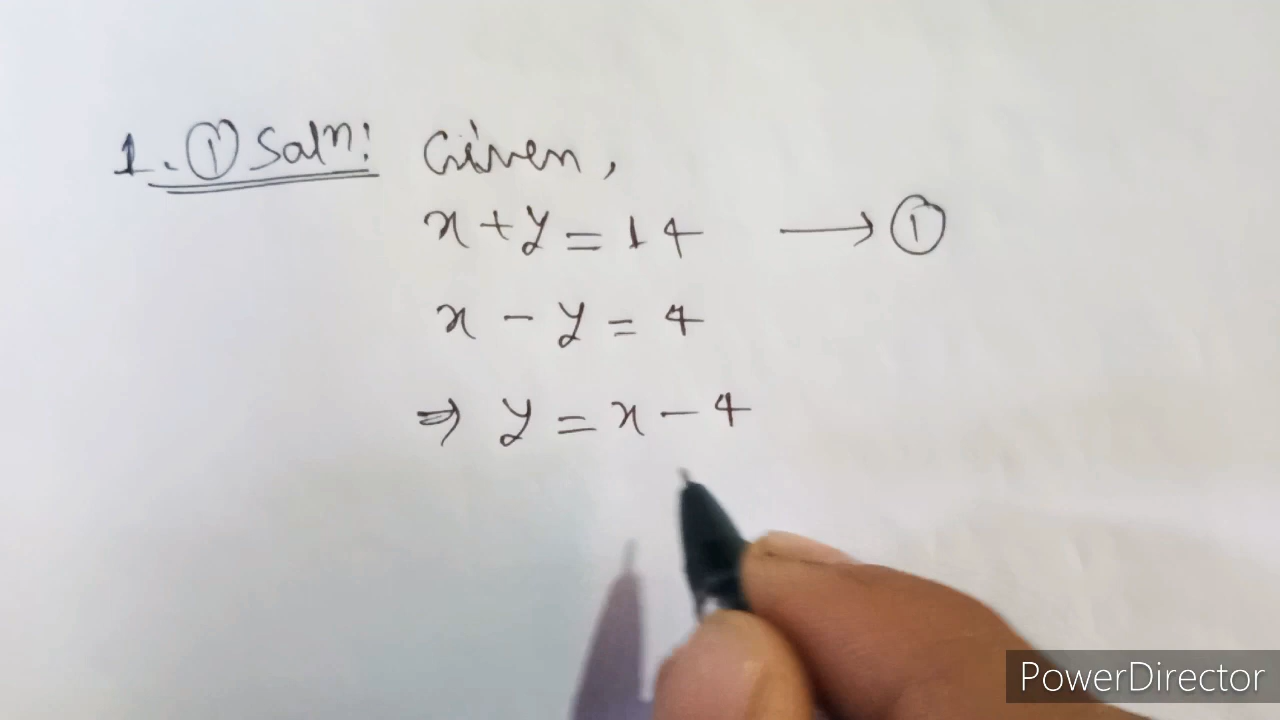 1. ① Solⁿ: Given,
x + y = 14 ⟶ ①
x - y = 4
⇒ y = x - 4
PowerDirector